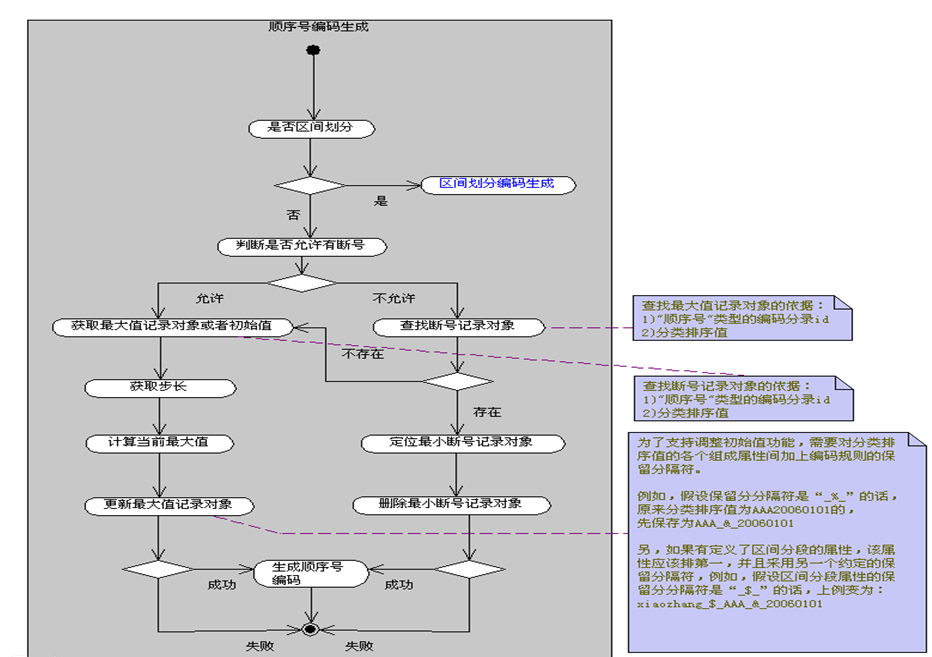 顺序号编码生成
是否区间划分
区间划分编码生成
是
否
判断是否允许有断号
允许
不允许
获取最大值记录对象或者初始值
查找断号记录对象
不存在
获取步长
存在
计算当前最大值
定位最小断号记录对象
更新最大值记录对象
删除最小断号记录对象
生成顺序号
编码
成功
成功
失败
失败
查找最大值记录对象的依据：
1)"顺序号"类型的编码分录id
2)分类排序值
查找断号记录对象的依据：
1)"顺序号"类型的编码分录id
2)分类排序值
为了支持调整初始值功能，需要对分类排
序值的各个组成属性间加上编码规则的保
留分隔符。
例如，假设保留分分隔符是“_%_”的话，
原来分类排序值为AAA20060101的，
先保存为AAA_&_20060101
另，如果有定义了区间分段的属性，该属
性应该排第一，并且采用另一个约定的保
留分隔符，例如，假设区间分段属性的保
留分分隔符是“_$_”的话，上例变为：
xiaozhang_$_AAA_&_20060101